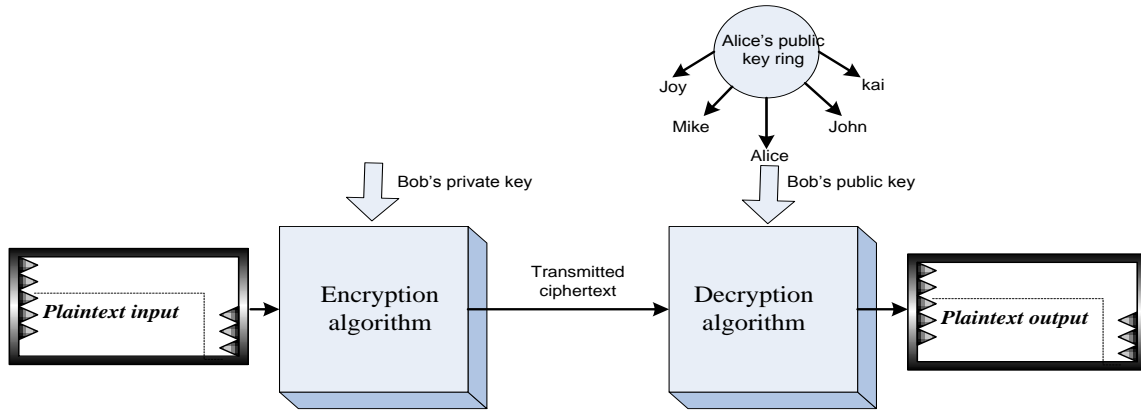 Alice's public
key ring
Joy
kai
Mike
John
Alice
Bob's private key
Bob's public key
Plaintext input
Encryption
algorithm
Transmitted
ciphertext
Decryption
algorithm
Plaintext output